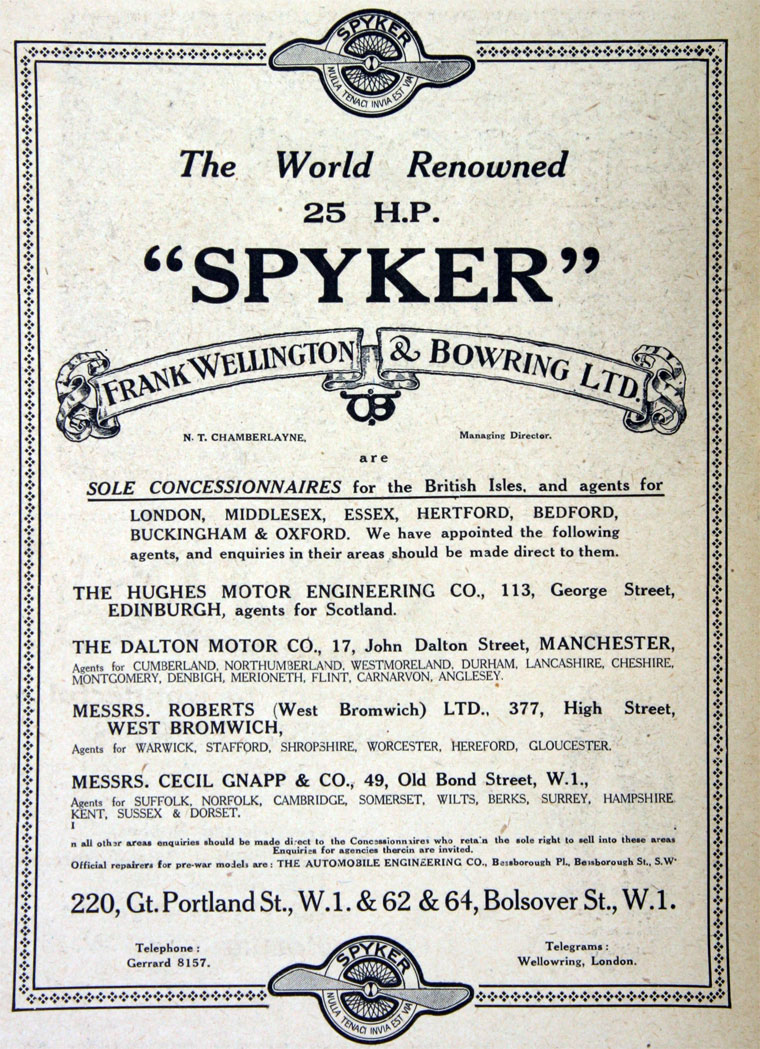 SPYKER
NULLA TENACI INVIA EST VIA
The World Renowned
25 H.P.
“SPYKER”
FRANK WELLINGTON & BOWRING LTD.
N. T. CHAMBERLAYNE, Managing Director.
are
SOLE CONCESSIONNAIRES for the British Isles, and agents for
LONDON, MIDDLESEX, ESSEX, HERTFORD, BEDFORD,
BUCKINGHAM & OXFORD. We have appointed the following
agents, and enquiries in their areas should be made direct to them.
THE HUGHES MOTOR ENGINEERING CO., 113, George Street,
EDINBURGH, agents for Scotland.
THE DALTON MOTOR CO., 17, John Dalton Street, MANCHESTER,
Agents for CUMBERLAND, NORTHUMBERLAND, WESTMORELAND, DURHAM, LANCASHIRE, CHESHIRE,
MONTGOMERY, DENBIGH, MERIONETH, FLINT, CARNARVON, ANGLESEY.
MESSRS. ROBERTS (West Bromwich) LTD., 377, High Street,
WEST BROMWICH,
Agents for WARWICK, STAFFORD, SHROPSHIRE, WORCESTER, HEREFORD, GLOUCESTER.
MESSRS. CECIL GNAPP & CO., 49, Old Bond Street, W.1.,
Agents for SUFFOLK, NORFOLK, CAMBRIDGE, SOMERSET, WILTS, BERKS, SURREY, HAMPSHIRE
KENT, SUSSEX & DORSET.
I
n all other areas enquiries should be made direct to the Concessionnaires who retain the sole right to sell into these areas
Enquiries for agencies therein are invited.
Official repairers for pre-war models are: THE AUTOMOBILE ENGINEERING CO., Bessborough Pl., Bessborough St., S.W
220, Gt. Portland St., W.1. & 62 & 64, Bolsover St., W.1.
Telephone :
Gerrard 8157.
Telegrams :
Wellowring, London.
SPYKER
NULLA TENACI INVIA EST VIA